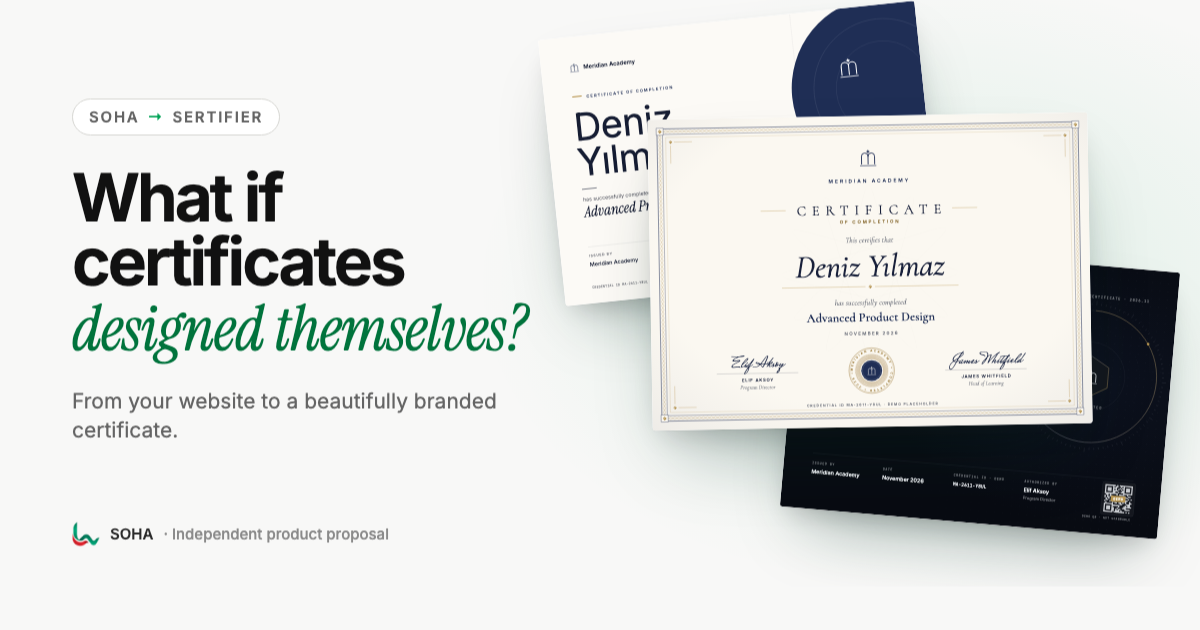 SOHA → SERTIFIER
What if
certificates
designed themselves?
From your website to a beautifully branded
certificate.
SOHA · Independent product proposal
Meridian Academy
CERTIFICATE OF COMPLETION
Deniz
Yılm
has successfully complete
Advanced Pr
ISSUED BY
Meridian Academy
MERIDIAN ACADEMY
CERTIFICATE
OF COMPLETION
This certifies that
Deniz Yılmaz
has successfully completed
Advanced Product Design
NOVEMBER 2026
Elif Aksoy
ELIF AKSOY
Program Director
James Whitfield
JAMES WHITFIELD
Head of Learning
ISSUED BY
Meridian Academy
DATE
November 2026
AUTHORIZED BY
Elif Aksoy
Program Director